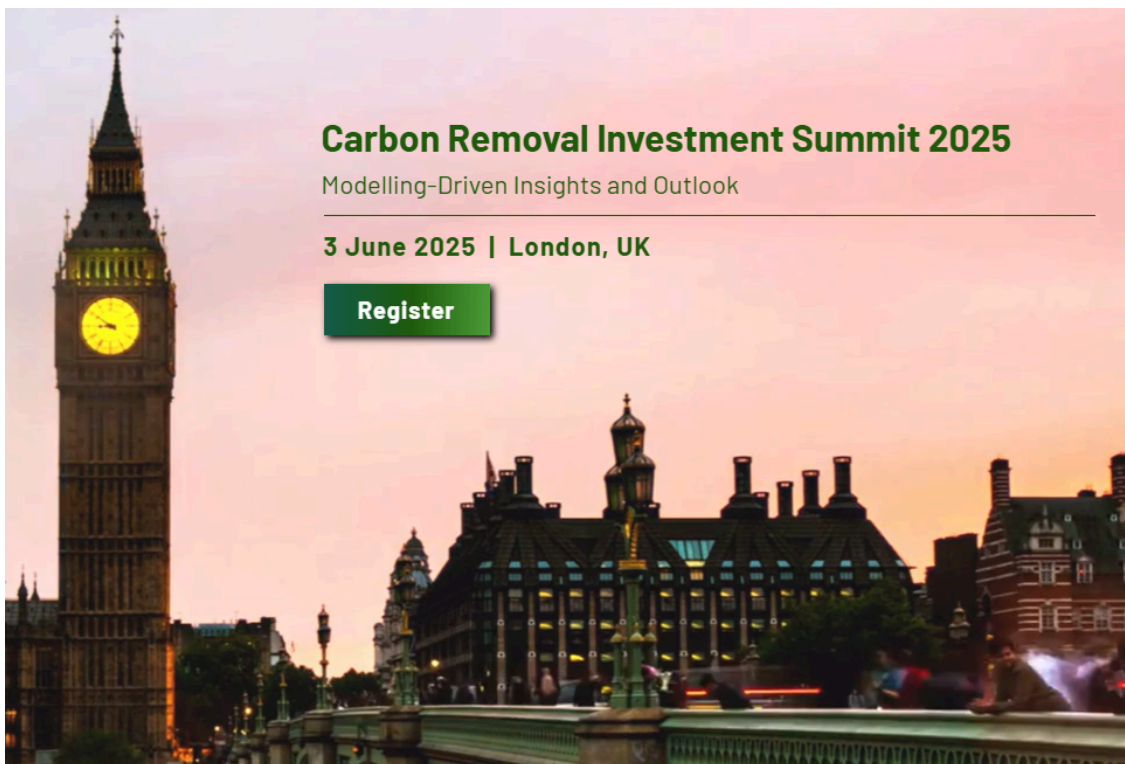 Carbon Removal Investment Summit 2025
Modelling-Driven Insights and Outlook
3 June 2025 | London, UK
Register